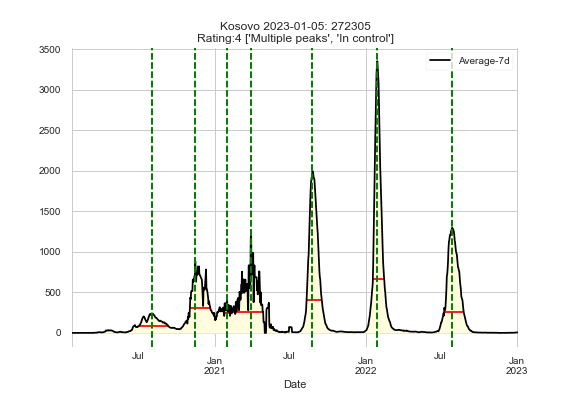 Kosovo 2023-01-05: 272305
Rating:4 ['Multiple peaks', 'In control']
Average-7d
3500
3000
2500
2000
1500
1000
500
0
Jul
Jan
2021
Jul
Jan
2022
Jul
Jan
2023
Date